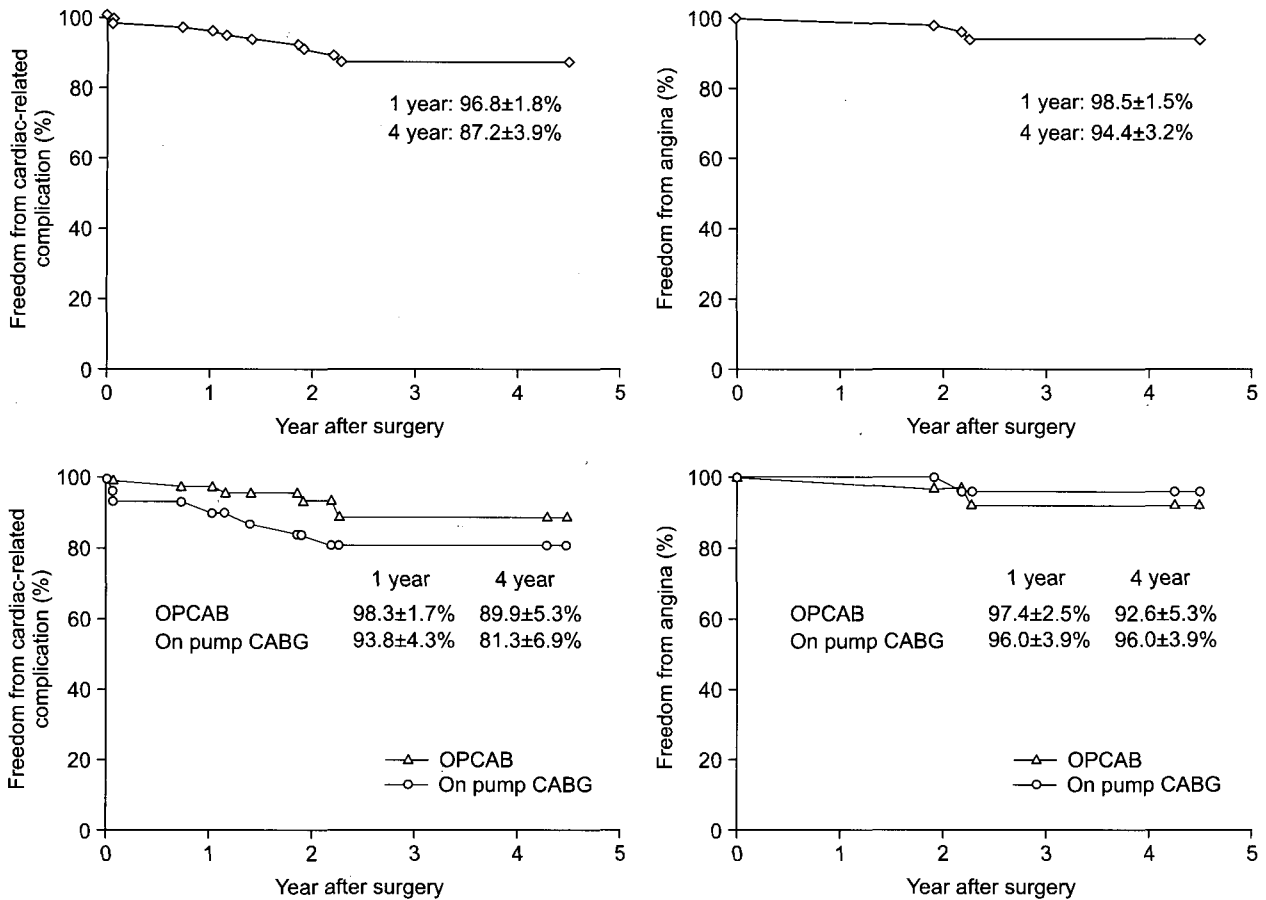 Freedom from cardiac-related
complication (%)
100
80
60
40
20
0
1 year: 96.8±1.8%
4 year: 87.2±3.9%
0 1 2 3 4 5
Year after surgery
Freedom from angina (%)
100
80
60
40
20
0
1 year: 98.5±1.5%
4 year: 94.4±3.2%
0 1 2 3 4 5
Year after surgery
Freedom from cardiac-related
complication (%)
100
80
60
40
20
0
1 year 4 year
OPCAB 98.3±1.7% 89.9±5.3%
On pump CABG 93.8±4.3% 81.3±6.9%
OPCAB
On pump CABG
0 1 2 3 4 5
Year after surgery
Freedom from angina (%)
100
80
60
40
20
0
1 year 4 year
OPCAB 97.4±2.5% 92.6±5.3%
On pump CABG 96.0±3.9% 96.0±3.9%
OPCAB
On pump CABG
0 1 2 3 4 5
Year after surgery